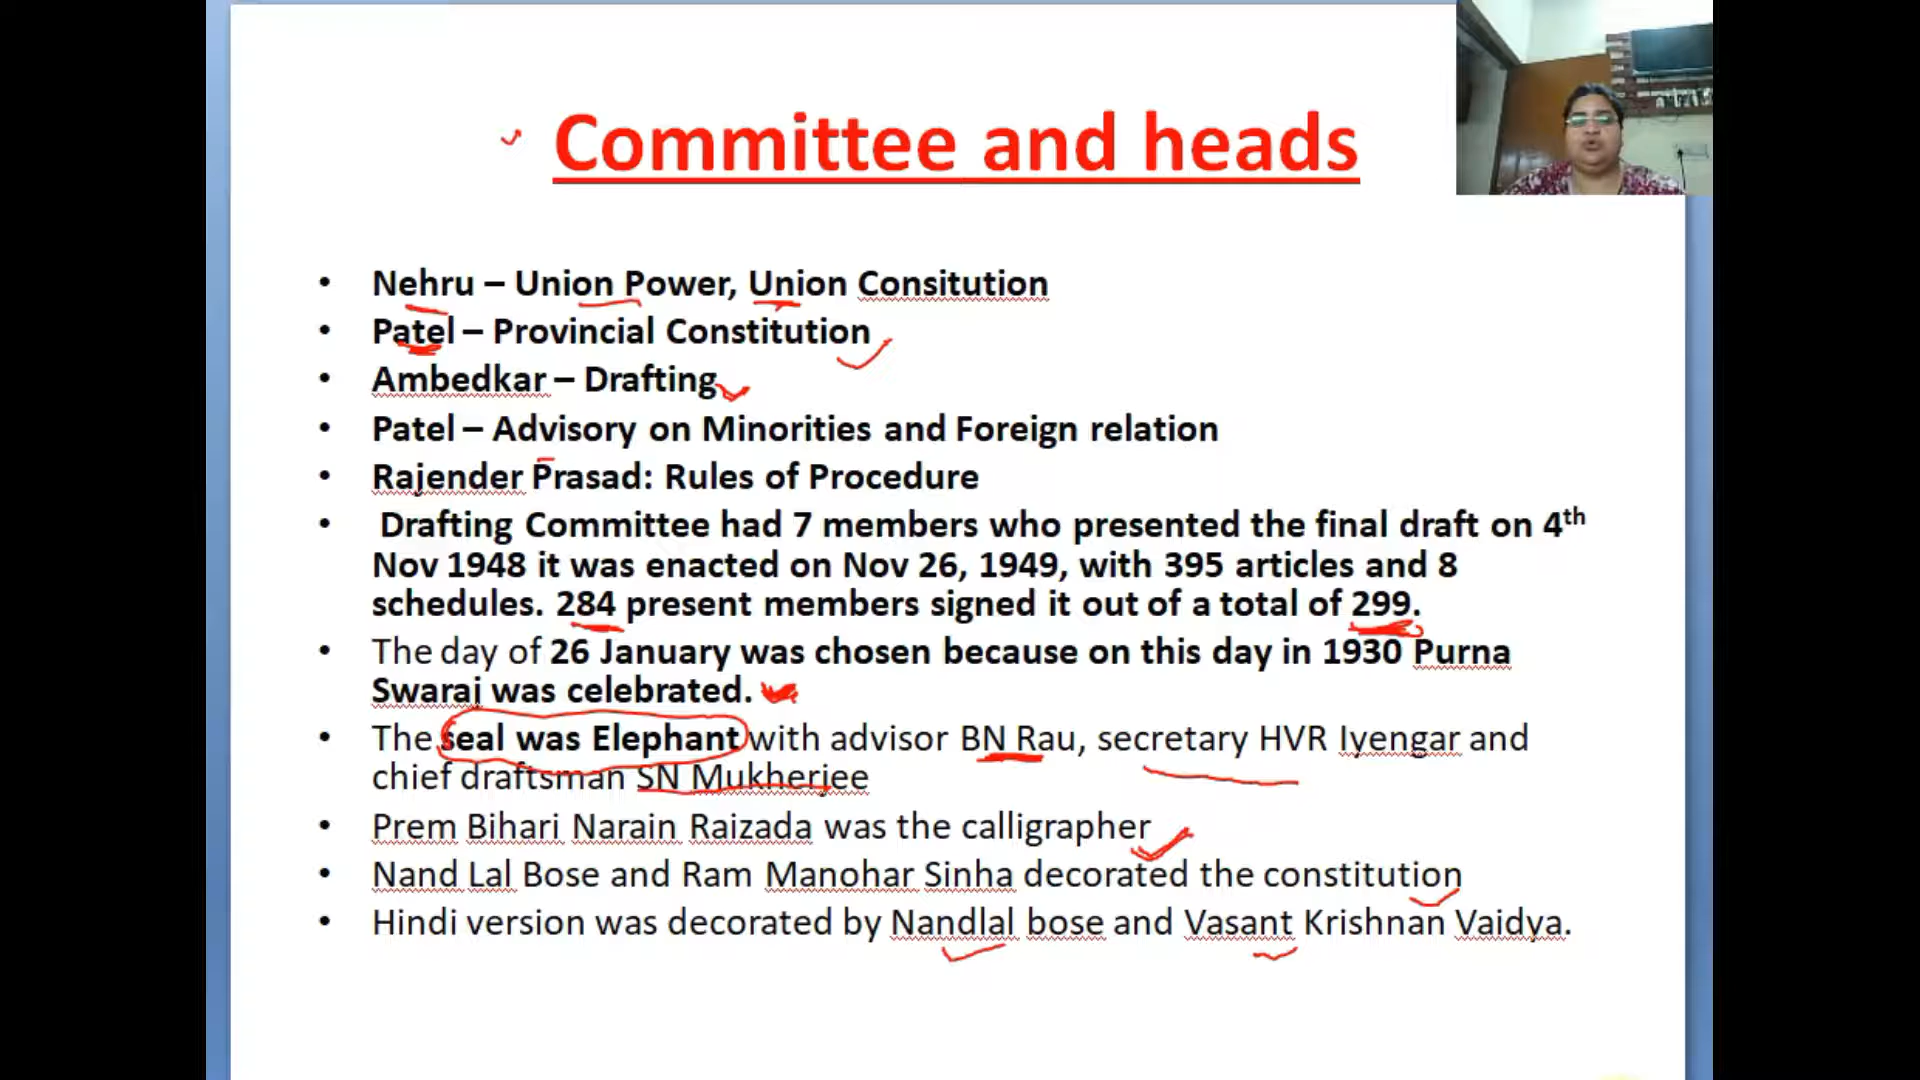 Committee and heads
• Nehru – Union Power, Union Consitution
• Patel – Provincial Constitution
• Ambedkar – Drafting
• Patel – Advisory on Minorities and Foreign relation
• Rajender Prasad: Rules of Procedure
• Drafting Committee had 7 members who presented the final draft on 4th
Nov 1948 it was enacted on Nov 26, 1949, with 395 articles and 8
schedules. 284 present members signed it out of a total of 299.
• The day of 26 January was chosen because on this day in 1930 Purna
Swaraj was celebrated.
• The seal was Elephant with advisor BN Rau, secretary HVR Iyengar and
chief draftsman SN Mukherjee
• Prem Bihari Narain Raizada was the calligrapher
• Nand Lal Bose and Ram Manohar Sinha decorated the constitution
• Hindi version was decorated by Nandlal bose and Vasant Krishnan Vaidya.